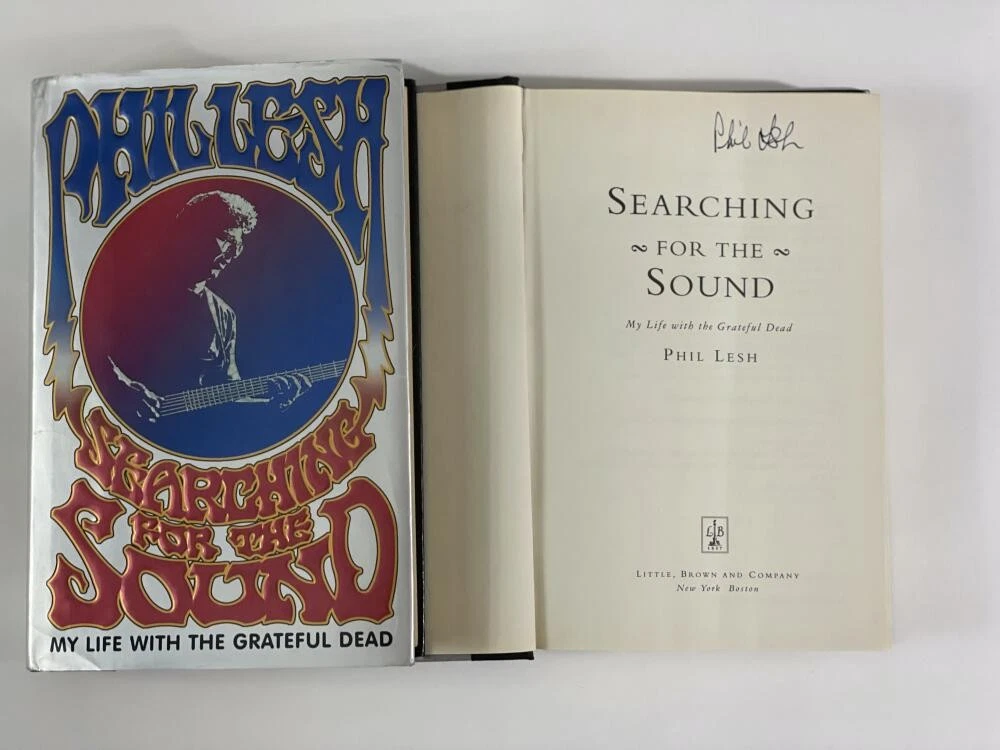 PHIL LESH
SEARCHING
FOR THE
SOUND
MY LIFE WITH THE GRATEFUL DEAD
Phil Lesh
SEARCHING
~ FOR THE ~
SOUND
My Life with the Grateful Dead
PHIL LESH
LB
1837
LITTLE, BROWN AND COMPANY
New York Boston